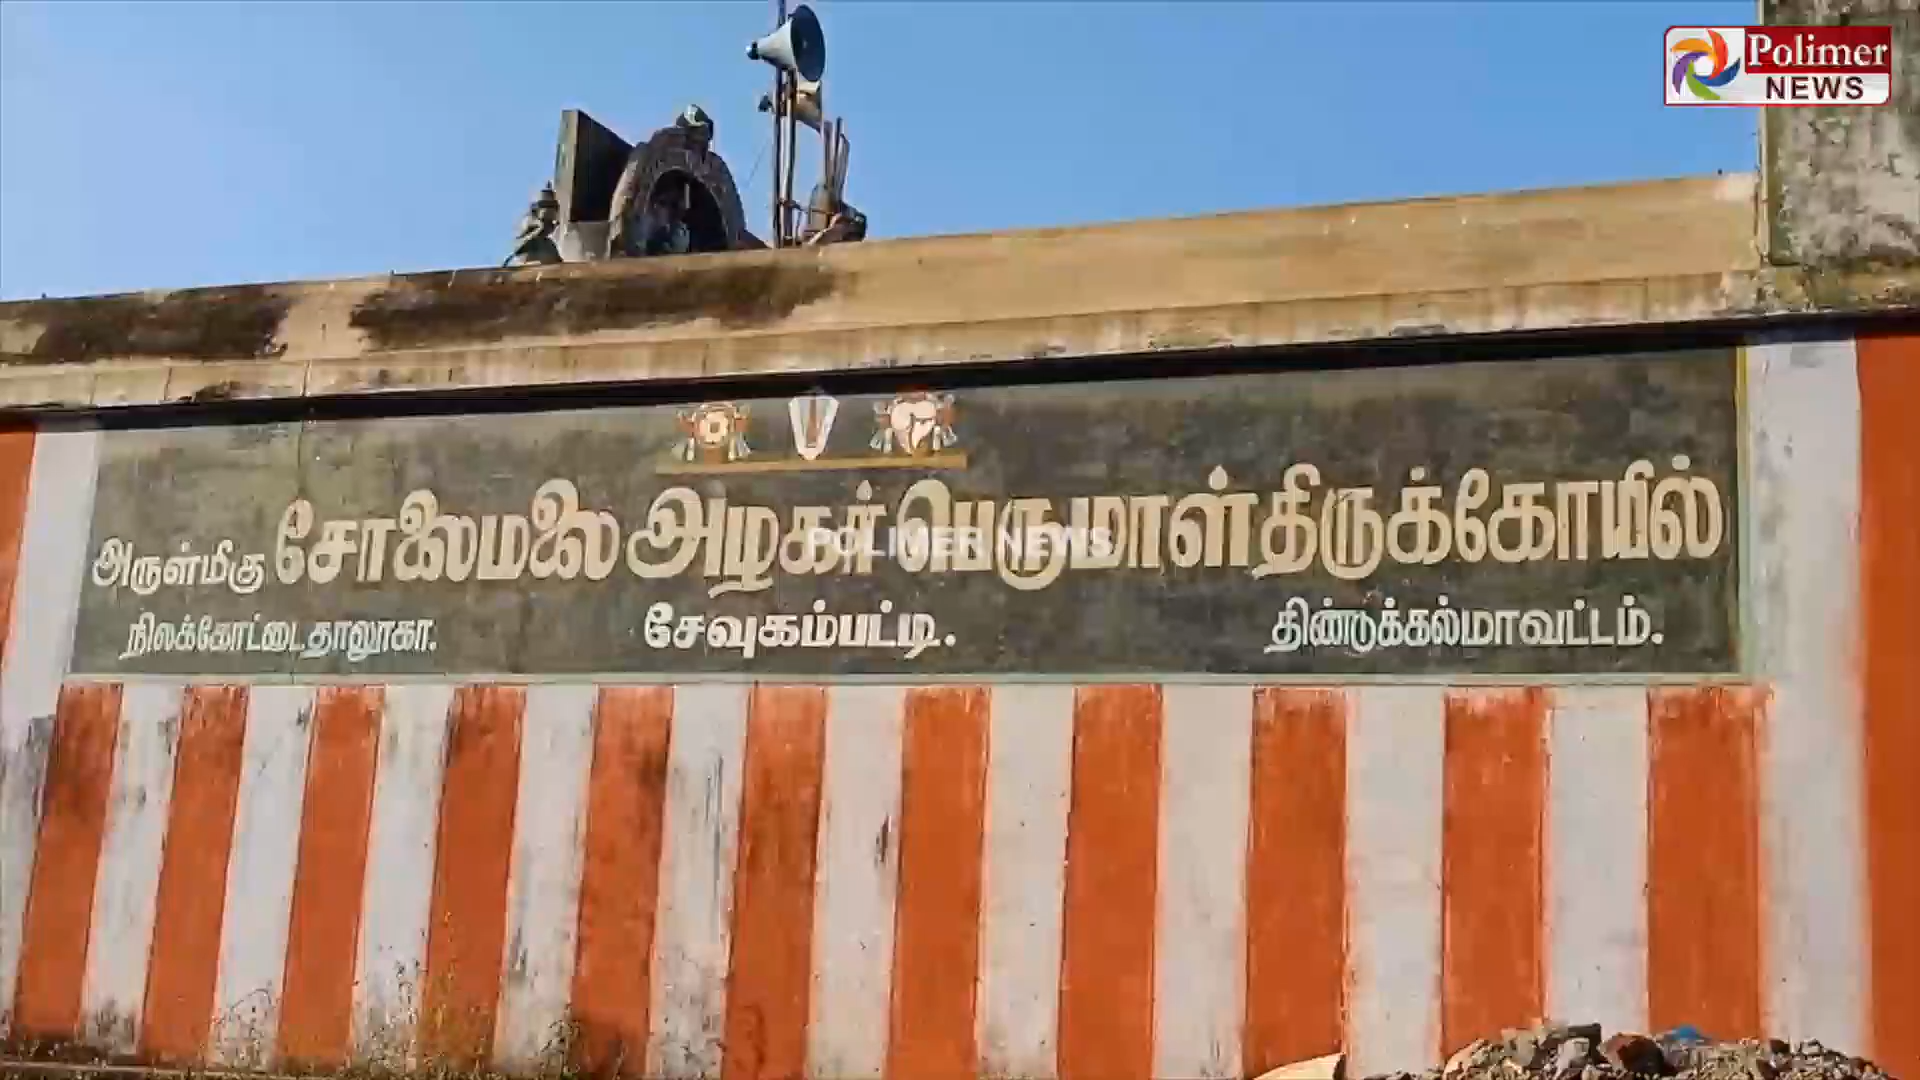 Polimer
NEWS
அருள்மிகு சோலைமலை அழகர் பெருமாள் திருக்கோயில்
POLIMER NEWS
நிலக்கோட்டை தாலூகா. சேவுகம்பட்டி. திண்டுக்கல் மாவட்டம்.